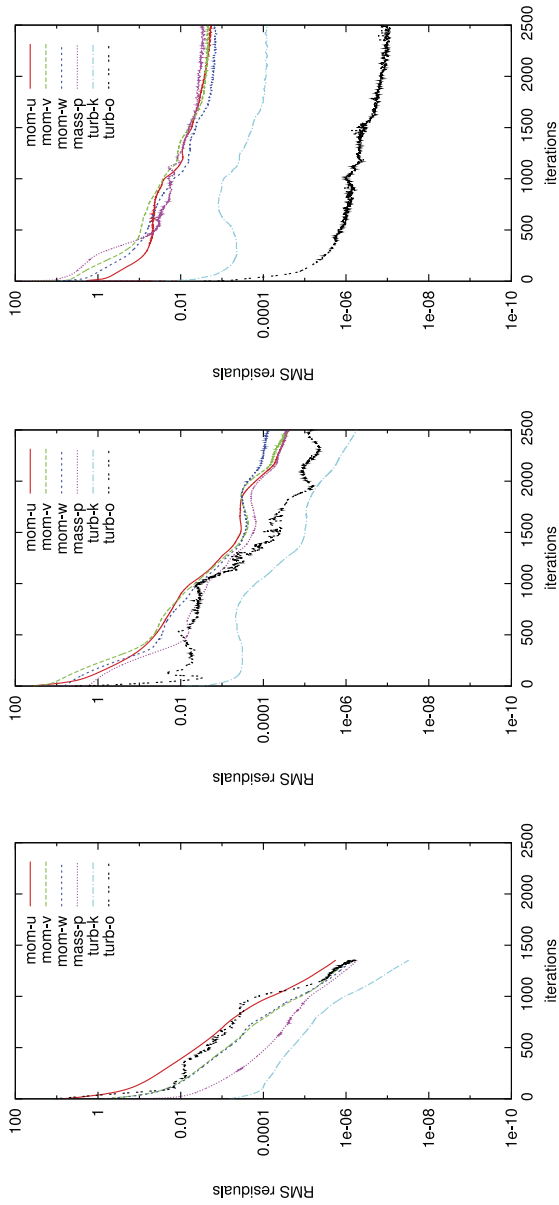 RMS residuals
100
1
0.01
0.0001
1e-06
1e-08
1e-10
0
500
1000
1500
2000
2500
iterations
mom-u
mom-v
mom-w
mass-p
turb-k
turb-o
RMS residuals
100
1
0.01
0.0001
1e-06
1e-08
1e-10
0
500
1000
1500
2000
2500
iterations
mom-u
mom-v
mom-w
mass-p
turb-k
turb-o
RMS residuals
100
1
0.01
0.0001
1e-06
1e-08
1e-10
0
500
1000
1500
2000
2500
iterations
mom-u
mom-v
mom-w
mass-p
turb-k
turb-o